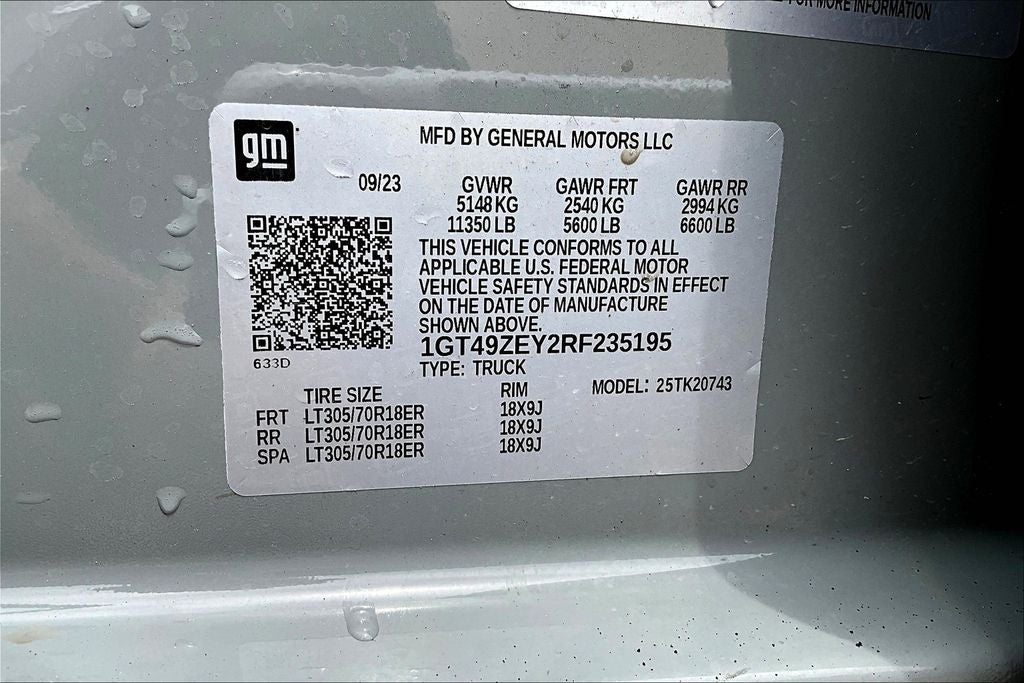 FOR MORE INFORMATION
gm
MFD BY GENERAL MOTORS LLC
09/23
GVWR GAWR FRT GAWR RR
5148 KG 2540 KG 2994 KG
11350 LB 5600 LB 6600 LB
THIS VEHICLE CONFORMS TO ALL
APPLICABLE U.S. FEDERAL MOTOR
VEHICLE SAFETY STANDARDS IN EFFECT
ON THE DATE OF MANUFACTURE
SHOWN ABOVE.
1GT49ZEY2RF235195
633D
TYPE: TRUCK
TIRE SIZE RIM MODEL: 25TK20743
FRT LT305/70R18ER 18X9J
RR LT305/70R18ER 18X9J
SPA LT305/70R18ER 18X9J